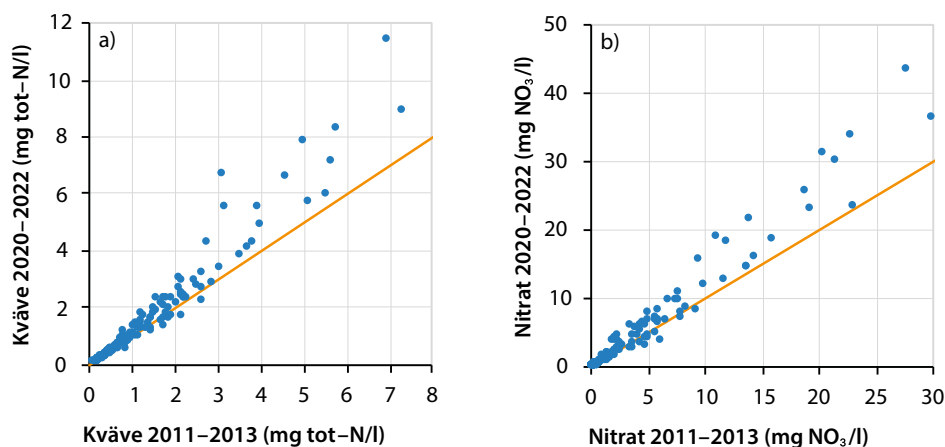 a)
Kväve 2020–2022 (mg tot–N/l)
12
10
8
6
4
2
0
0 1 2 3 4 5 6 7 8
Kväve 2011–2013 (mg tot–N/l)
b)
Nitrat 2020–2022 (mg NO₃/l)
50
40
30
20
10
0
0 5 10 15 20 25 30
Nitrat 2011–2013 (mg NO₃/l)